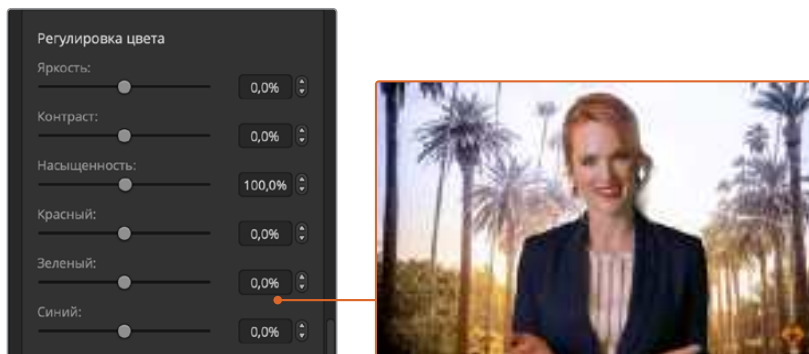 Регулировка цвета
Яркость:
0,0%
Контраст:
0,0%
Насыщенность:
100,0%
Красный:
0,0%
Зеленый:
0,0%
Синий:
0,0%